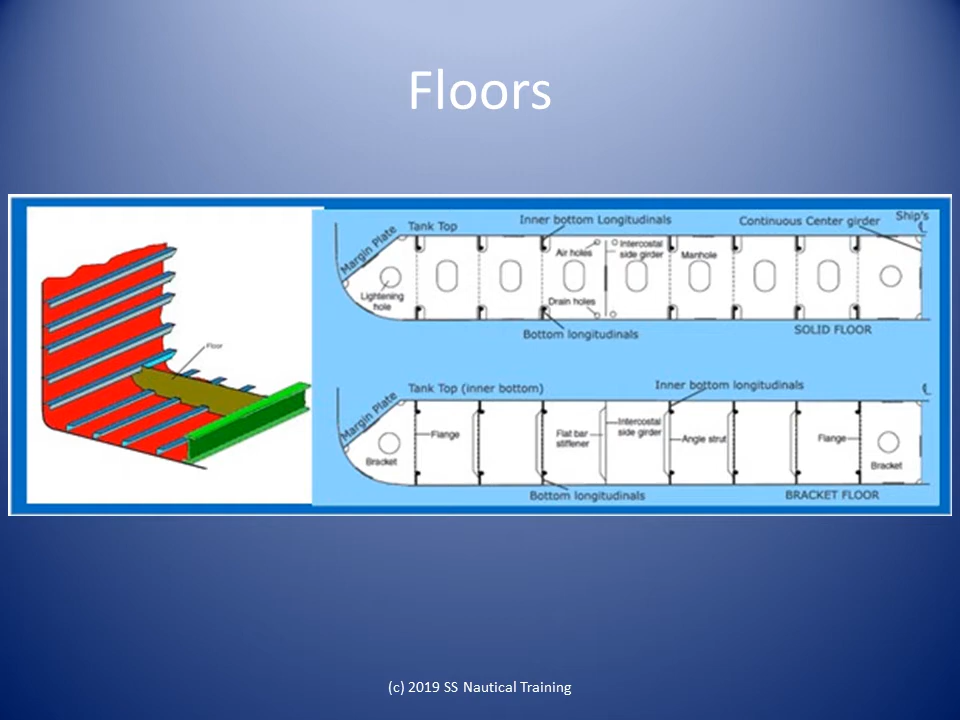 Floors
Floor
Margin Plate
Tank Top
Inner bottom Longitudinals
Continuous Center girder
Ship's
℄
Air holes
Intercostal
side girder
Manhole
Lightening
hole
Drain holes
Bottom longitudinals
SOLID FLOOR
Margin Plate
Tank Top (inner bottom)
Inner bottom longitudinals
℄
Flange
Flat bar
stiffener
Intercostal
side girder
Angle strut
Flange
Bracket
Bracket
Bottom longitudinals
BRACKET FLOOR
(c) 2019 SS Nautical Training